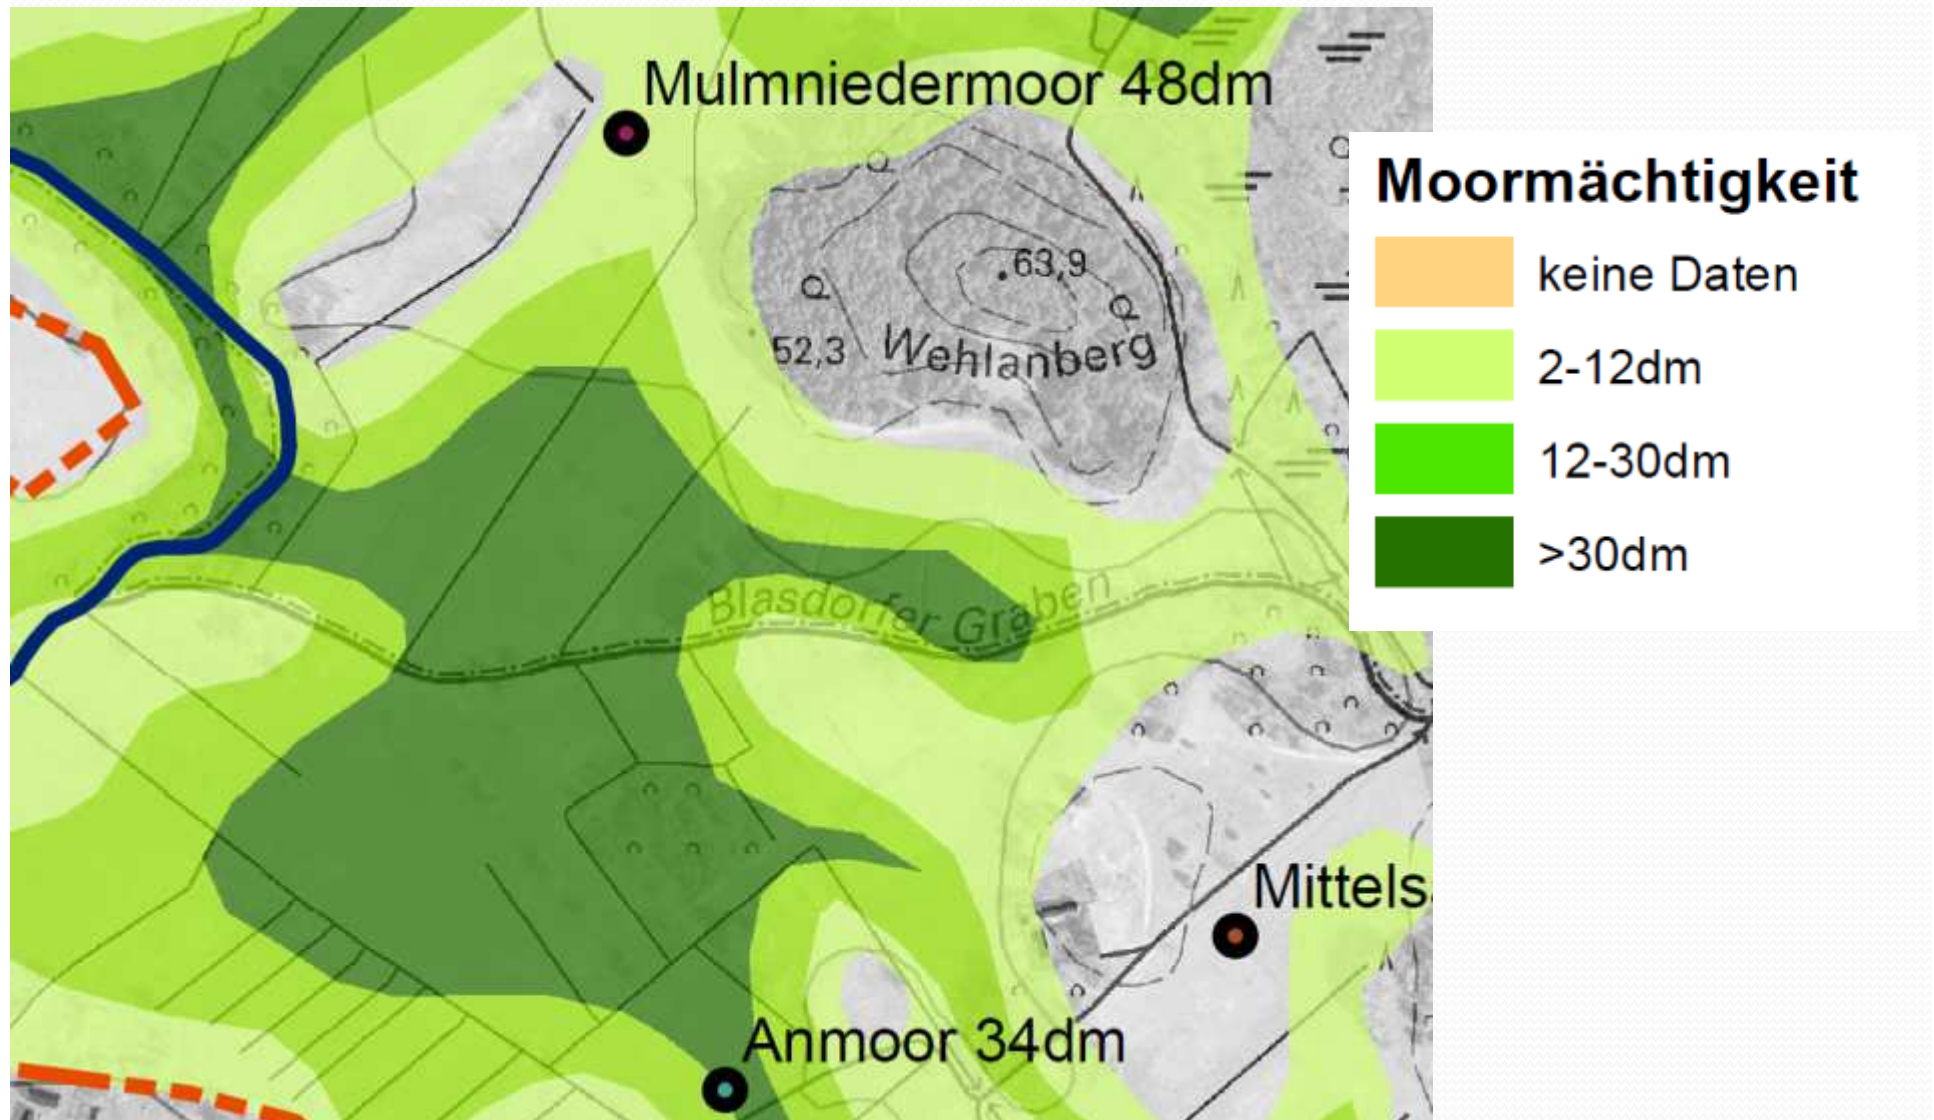 Mulmniedermoor 48dm
Moormächtigkeit
keine Daten
2-12dm
12-30dm
>30dm
63,9
52,3 Wehlanberg
Blasdorfer Graben
Mittels
Anmoor 34dm